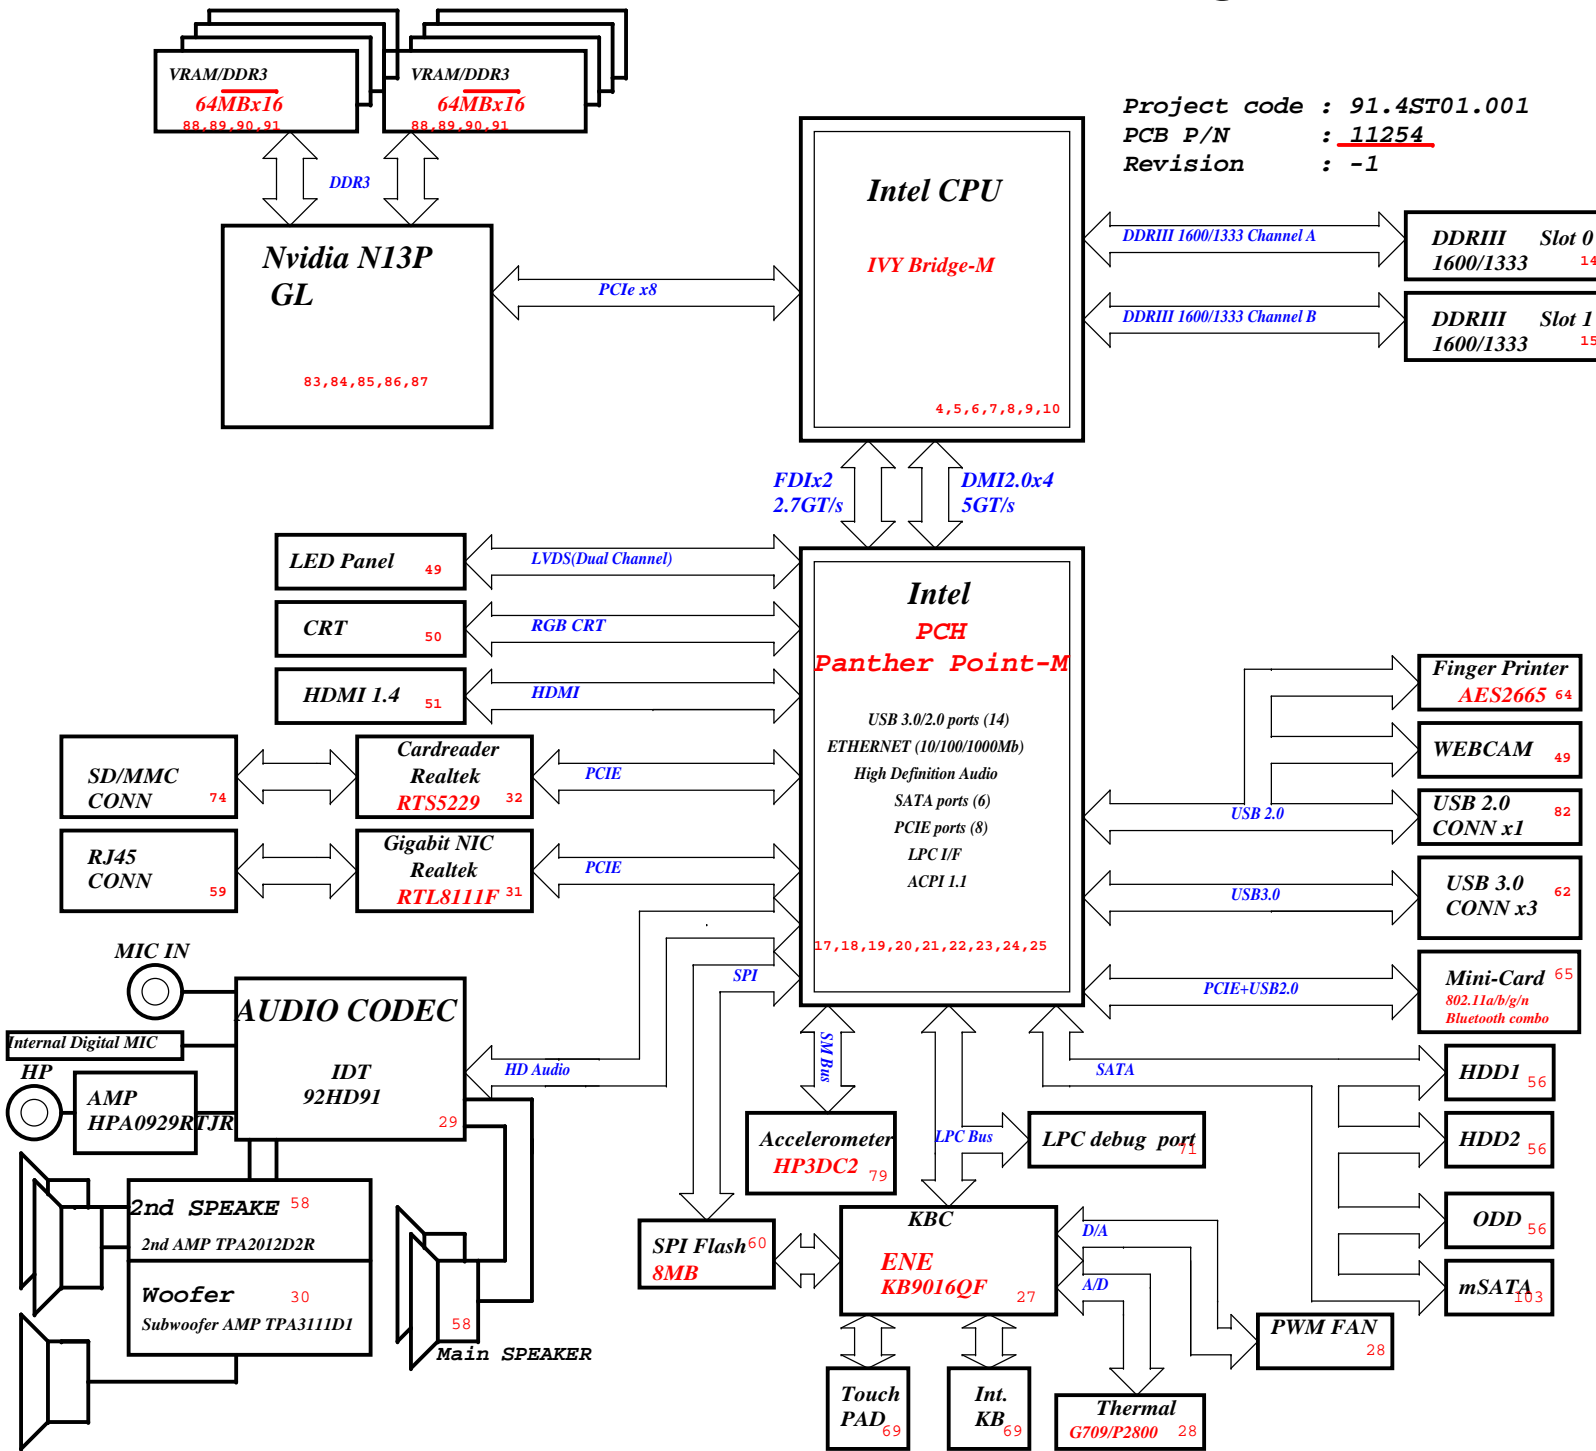 VRAM/DDR3
64MBx16
88,89,90,91
VRAM/DDR3
64MBx16
88,89,90,91
DDR3
Project code : 91.4ST01.001
PCB P/N : 11254
Revision : -1
Nvidia N13P
GL
83,84,85,86,87
PCIe x8
Intel CPU
IVY Bridge-M
4,5,6,7,8,9,10
DDRIII 1600/1333 Channel A
DDRIII Slot 0
1600/1333 14
DDRIII 1600/1333 Channel B
DDRIII Slot 1
1600/1333 15
FDIx2
2.7GT/s
DMI2.0x4
5GT/s
LED Panel 49
LVDS(Dual Channel)
CRT 50
RGB CRT
HDMI 1.4 51
HDMI
SD/MMC
CONN 74
Cardreader
Realtek
RTS5229 32
PCIE
RJ45
CONN 59
Gigabit NIC
Realtek
RTL8111F 31
PCIE
Intel
PCH
Panther Point-M
USB 3.0/2.0 ports (14)
ETHERNET (10/100/1000Mb)
High Definition Audio
SATA ports (6)
PCIE ports (8)
LPC I/F
ACPI 1.1
17,18,19,20,21,22,23,24,25
Finger Printer
AES2665 64
WEBCAM
49
USB 2.0
USB 2.0
CONN x1 82
USB3.0
USB 3.0
CONN x3 62
PCIE+USB2.0
Mini-Card 65
802.11a/b/g/n
Bluetooth combo
MIC IN
Internal Digital MIC
HP
AMP
HPA0929RTJR
AUDIO CODEC
IDT
92HD91
29
HD Audio
SPI
SM Bus
SATA
HDD1 56
HDD2 56
ODD 56
mSATA 103
Accelerometer
HP3DC2 79
LPC Bus
LPC debug port
71
2nd SPEAKE 58
2nd AMP TPA2012D2R
Woofer 30
Subwoofer AMP TPA3111D1
58
Main SPEAKER
SPI Flash 60
8MB
KBC
ENE
KB9016QF 27
D/A
A/D
PWM FAN
28
Touch
PAD 69
Int.
KB 69
Thermal
G709/P2800 28